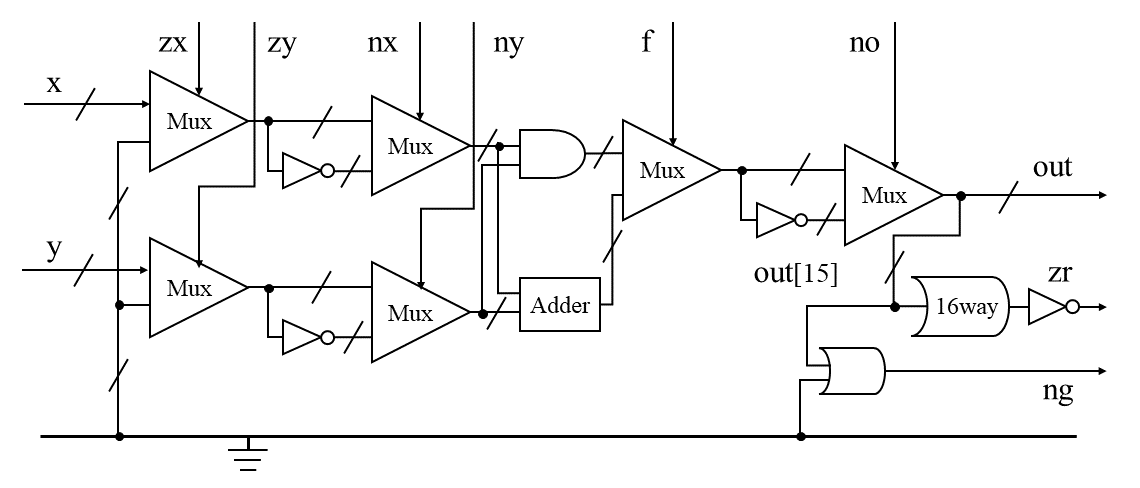 zx zy nx ny f no
x
Mux
Mux
Mux
Mux
out
y
out[15]
zr
Mux
Mux
Adder
16way
ng